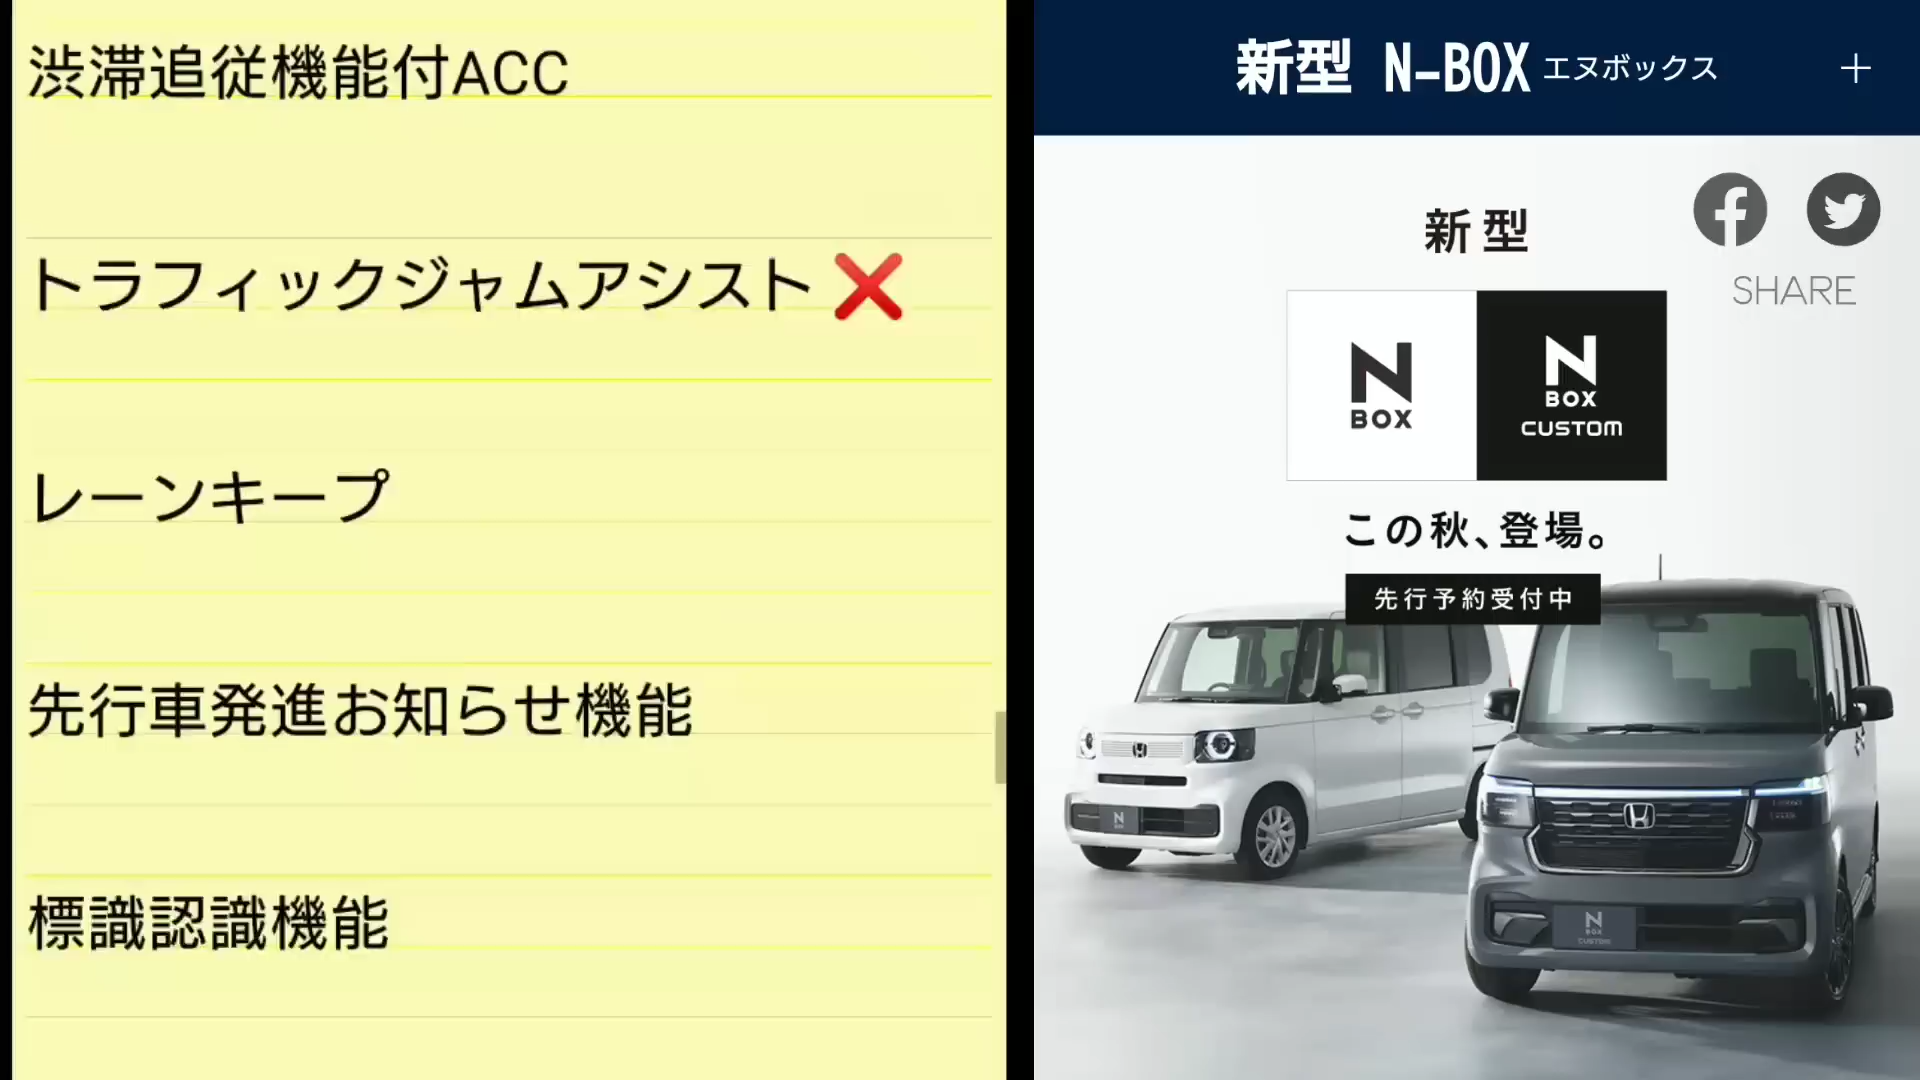 渋滞追従機能付ACC
トラフィックジャムアシスト❌
レーンキープ
先行車発進お知らせ機能
標識認識機能
新型 N-BOX エヌボックス +
SHARE
新型
N BOX
N BOX CUSTOM
この秋、登場。
先行予約受付中
N BOX
N BOX CUSTOM